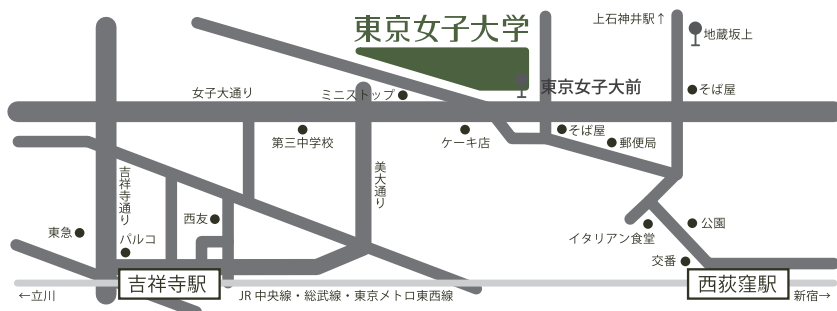 東京女子大学
上石神井駅↑
地蔵坂上
東京女子大前
女子大通り
ミニストップ
そば屋
第三中学校
ケーキ店
そば屋
郵便局
吉祥寺通り
美大通り
西友
東急
パルコ
イタリアン食堂
公園
交番
吉祥寺駅
西荻窪駅
←立川
JR 中央線・総武線・東京メトロ東西線
新宿→